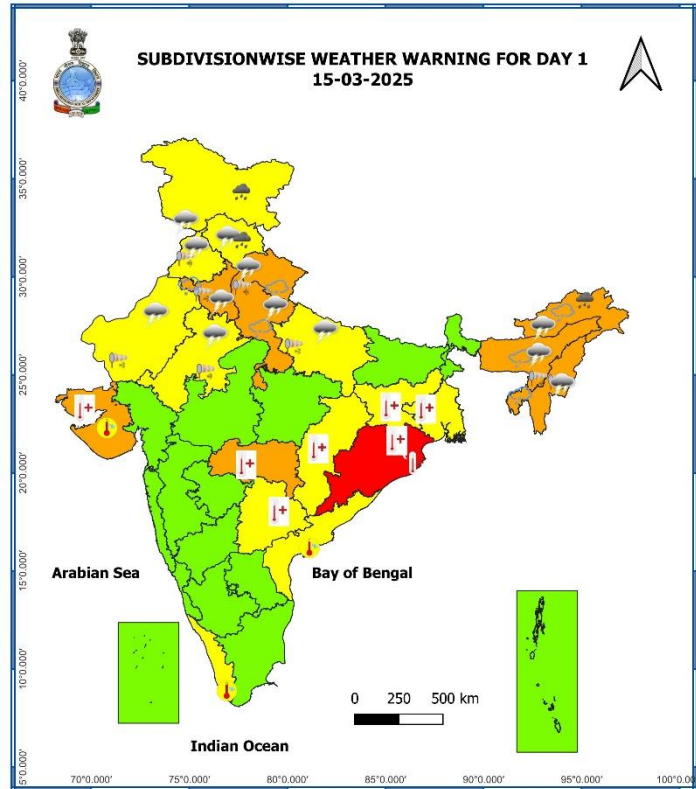 SUBDIVISIONWISE WEATHER WARNING FOR DAY 1
15-03-2025
40°0.000'
35°0.000'
30°0.000'
25°0.000'
20°0.000'
15°0.000'
10°0.000'
5°0.000'
Arabian Sea
Bay of Bengal
0 250 500 km
Indian Ocean
70°0.000' 75°0.000' 80°0.000' 85°0.000' 90°0.000' 95°0.000' 100°0.000'